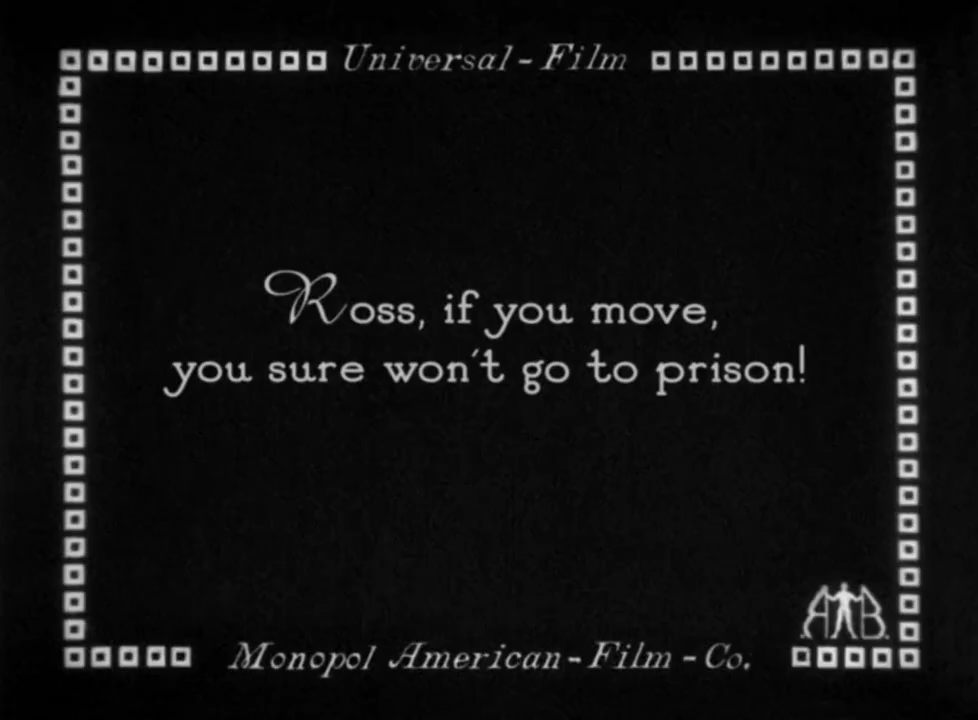 Universal-Film
Ross, if you move,
you sure won't go to prison!
A B.
Monopol American-Film-Co.